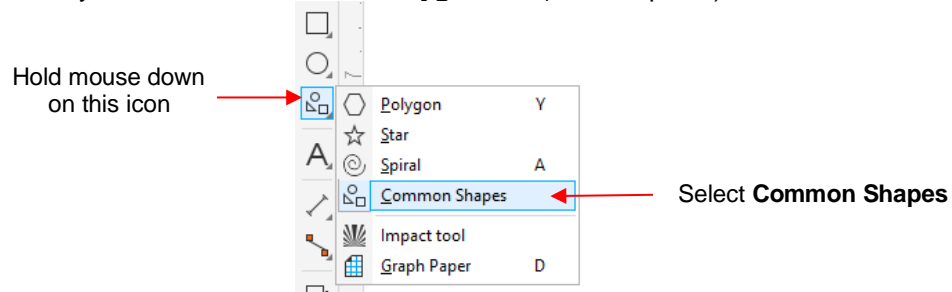 Hold mouse down
on this icon
Polygon Y
Star
Spiral A
Common Shapes
Select Common Shapes
Impact tool
Graph Paper D